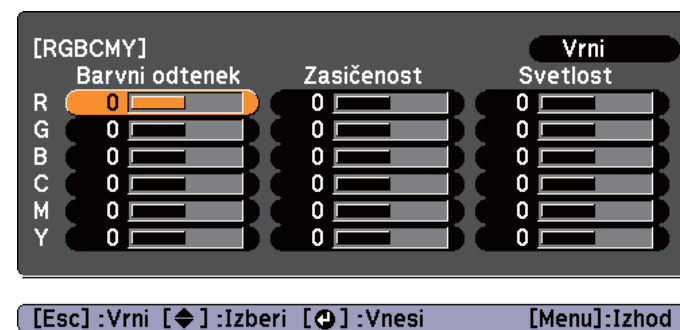 [RGBCMY] Vrni
Barvni odtenek Zasičenost Svetlost
R 0 0 0
G 0 0 0
B 0 0 0
C 0 0 0
M 0 0 0
Y 0 0 0
[Esc] :Vrni [◆] :Izberi [⏎] :Vnesi [Menu]:Izhod